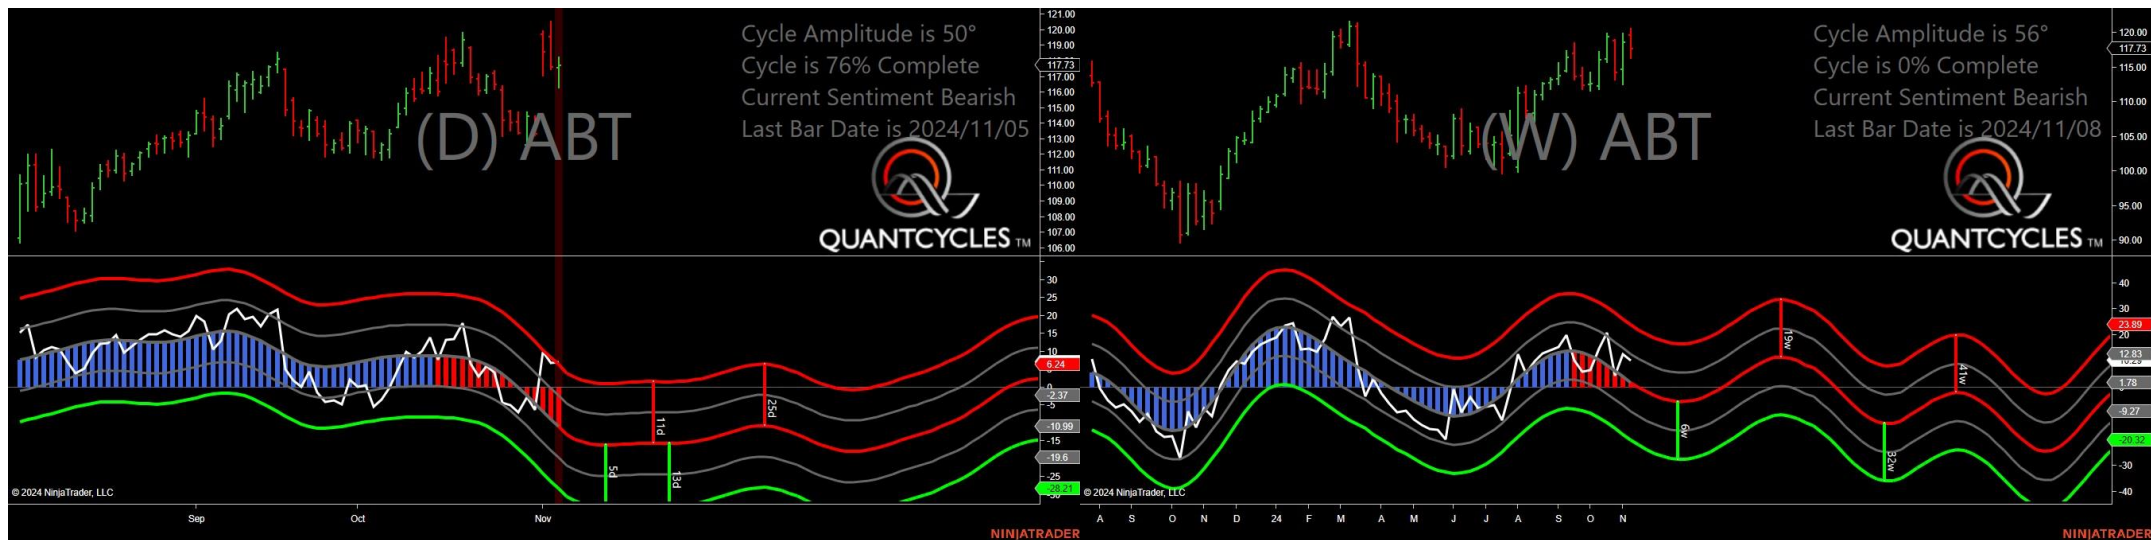 Cycle Amplitude is 50°
Cycle is 76% Complete
Current Sentiment Bearish
Last Bar Date is 2024/11/05
(D) ABT
QUANTCYCLES TM
121.00
120.00
119.00
117.73
117.00
116.00
115.00
114.00
113.00
112.00
111.00
110.00
109.00
108.00
107.00
106.00
30
25
20
15
10
6.24
0
-2.37
-5
-10.99
-15
-19.6
-25
-28.21
11d
25d
5d
13d
© 2024 NinjaTrader, LLC
Sep
Oct
Nov
NINJATRADER
Cycle Amplitude is 56°
Cycle is 0% Complete
Current Sentiment Bearish
Last Bar Date is 2024/11/08
(W) ABT
QUANTCYCLES TM
120.00
117.73
115.00
110.00
105.00
100.00
95.00
90.00
40
30
23.89
20
12.83
1.78
-9.27
-20.32
-30
-40
19w
41w
6w
32w
© 2024 NinjaTrader, LLC
A S O N D 24 F M A M J J A S O N
NINJATRADER